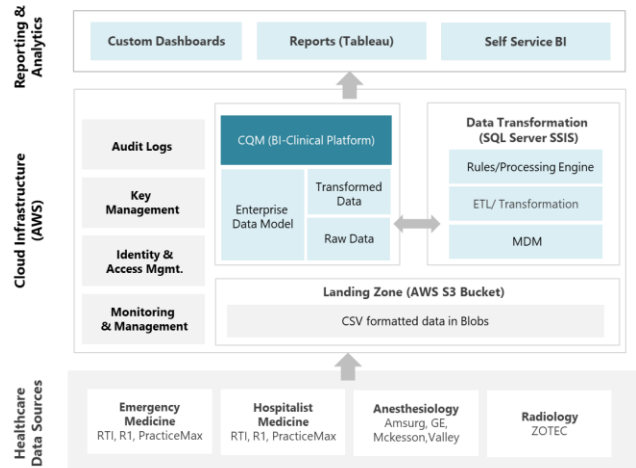 Reporting &
Analytics
Custom Dashboards
Reports (Tableau)
Self Service BI
Cloud Infrastructure
(AWS)
Audit Logs
Key
Management
Identity &
Access Mgmt.
Monitoring
& Management
CQM (BI-Clinical Platform)
Enterprise
Data Model
Transformed
Data
Raw Data
Data Transformation
(SQL Server SSIS)
Rules/Processing Engine
ETL/ Transformation
MDM
Landing Zone (AWS S3 Bucket)
CSV formatted data in Blobs
Healthcare
Data Sources
Emergency
Medicine
RTI, R1, PracticeMax
Hospitalist
Medicine
RTI, R1, PracticeMax
Anesthesiology
Amsurg, GE,
Mckesson,Valley
Radiology
ZOTEC